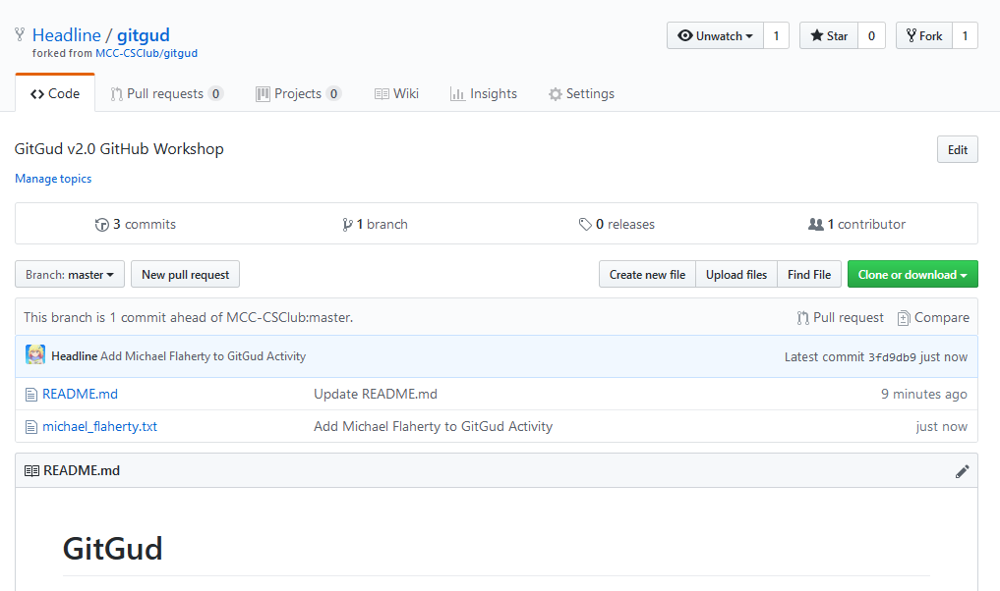 Headline / gitgud
Unwatch 1 Star 0 Fork 1
forked from MCC-CSClub/gitgud
Code Pull requests 0 Projects 0 Wiki Insights Settings
GitGud v2.0 GitHub Workshop
Edit
Manage topics
3 commits 1 branch 0 releases 1 contributor
Branch: master New pull request Create new file Upload files Find File Clone or download
This branch is 1 commit ahead of MCC-CSClub:master. Pull request Compare
Headline Add Michael Flaherty to GitGud Activity Latest commit 3fd9db9 just now
README.md Update README.md 9 minutes ago
michael_flaherty.txt Add Michael Flaherty to GitGud Activity just now
README.md
GitGud